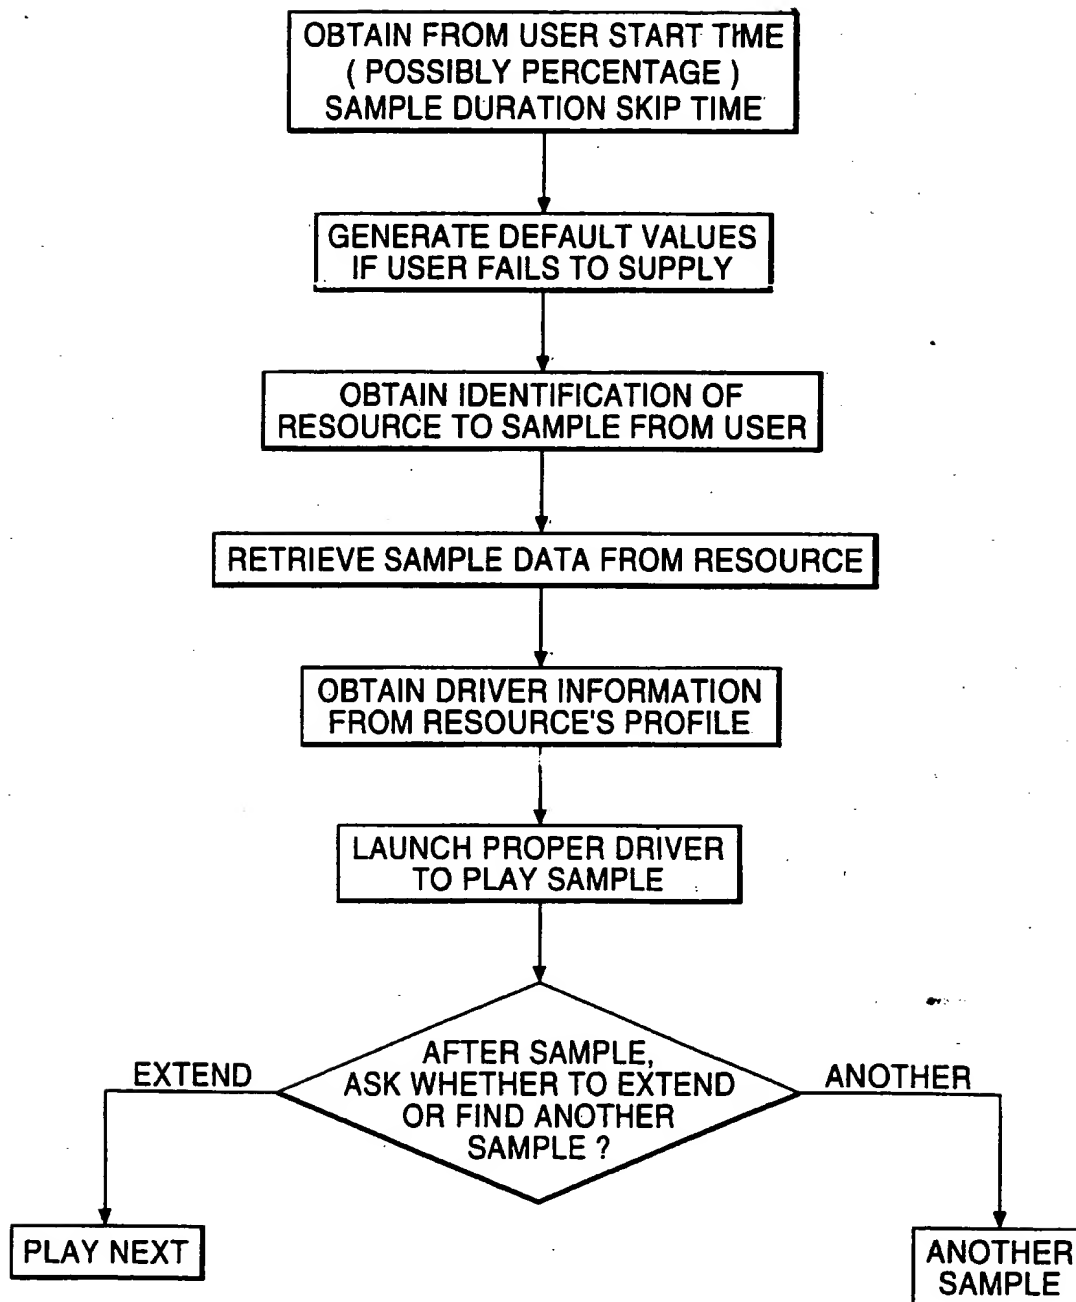 OBTAIN FROM USER START TIME
( POSSIBLY PERCENTAGE )
SAMPLE DURATION SKIP TIME
GENERATE DEFAULT VALUES
IF USER FAILS TO SUPPLY
OBTAIN IDENTIFICATION OF
RESOURCE TO SAMPLE FROM USER
RETRIEVE SAMPLE DATA FROM RESOURCE
OBTAIN DRIVER INFORMATION
FROM RESOURCE'S PROFILE
LAUNCH PROPER DRIVER
TO PLAY SAMPLE
AFTER SAMPLE,
ASK WHETHER TO EXTEND
OR FIND ANOTHER
SAMPLE ?
EXTEND
ANOTHER
PLAY NEXT
ANOTHER
SAMPLE